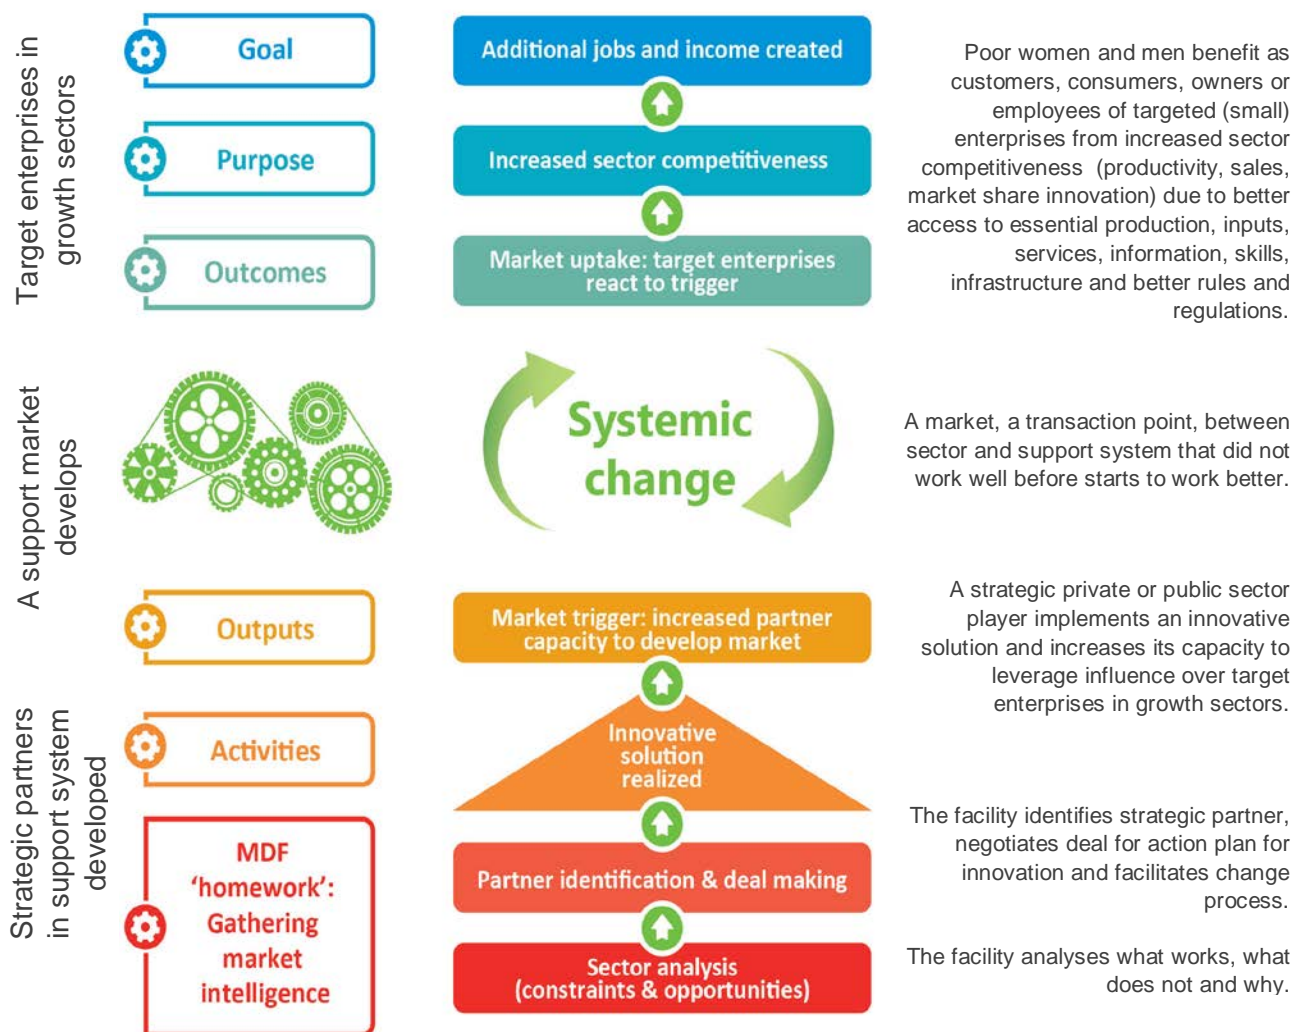 Target enterprises in
growth sectors
Goal
Additional jobs and income created
Purpose
Increased sector competitiveness
Outcomes
Market uptake: target enterprises
react to trigger
Poor women and men benefit as
customers, consumers, owners or
employees of targeted (small)
enterprises from increased sector
competitiveness (productivity, sales,
market share innovation) due to better
access to essential production, inputs,
services, information, skills,
infrastructure and better rules and
regulations.
A support market
develops
Systemic
change
A market, a transaction point, between
sector and support system that did not
work well before starts to work better.
Strategic partners
in support system
developed
Outputs
Market trigger: increased partner
capacity to develop market
A strategic private or public sector
player implements an innovative
solution and increases its capacity to
leverage influence over target
enterprises in growth sectors.
Activities
Innovative
solution
realized
MDF
‘homework’:
Gathering
market
intelligence
Partner identification & deal making
The facility identifies strategic partner,
negotiates deal for action plan for
innovation and facilitates change
process.
Sector analysis
(constraints & opportunities)
The facility analyses what works, what
does not and why.